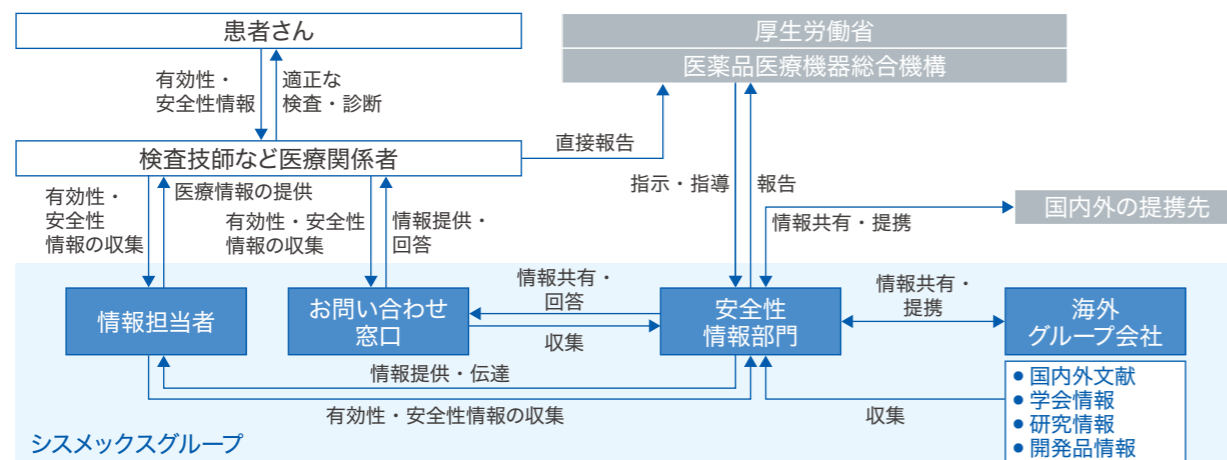 患者さん
厚生労働省
医薬品医療機器総合機構
有効性・
安全性情報
適正な
検査・診断
検査技師など医療関係者
直接報告
指示・指導
報告
有効性・
安全性
情報の収集
医療情報の提供
有効性・安全性
情報の収集
情報提供・
回答
情報共有・提携
国内外の提携先
情報担当者
お問い合わせ
窓口
情報共有・
回答
収集
安全性
情報部門
情報共有・
提携
海外
グループ会社
情報提供・伝達
有効性・安全性情報の収集
収集
● 国内外文献
● 学会情報
● 研究情報
● 開発品情報
シスメックスグループ